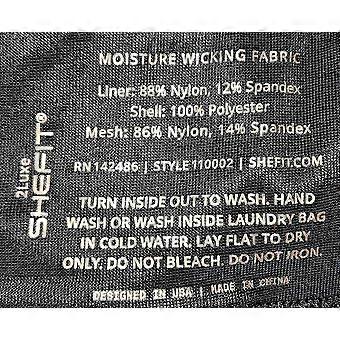 MOISTURE WICKING FABRIC
Liner: 88% Nylon, 12% Spandex
Shell: 100% Polyester
Mesh: 86% Nylon, 14% Spandex
RN 142486 | STYLE 110002 | SHEFIT.COM
2Luxe
SHEFIT®
TURN INSIDE OUT TO WASH. HAND
WASH OR WASH INSIDE LAUNDRY BAG
IN COLD WATER. LAY FLAT TO DRY
ONLY. DO NOT BLEACH. DO NOT IRON.
DESIGNED IN USA | MADE IN CHINA